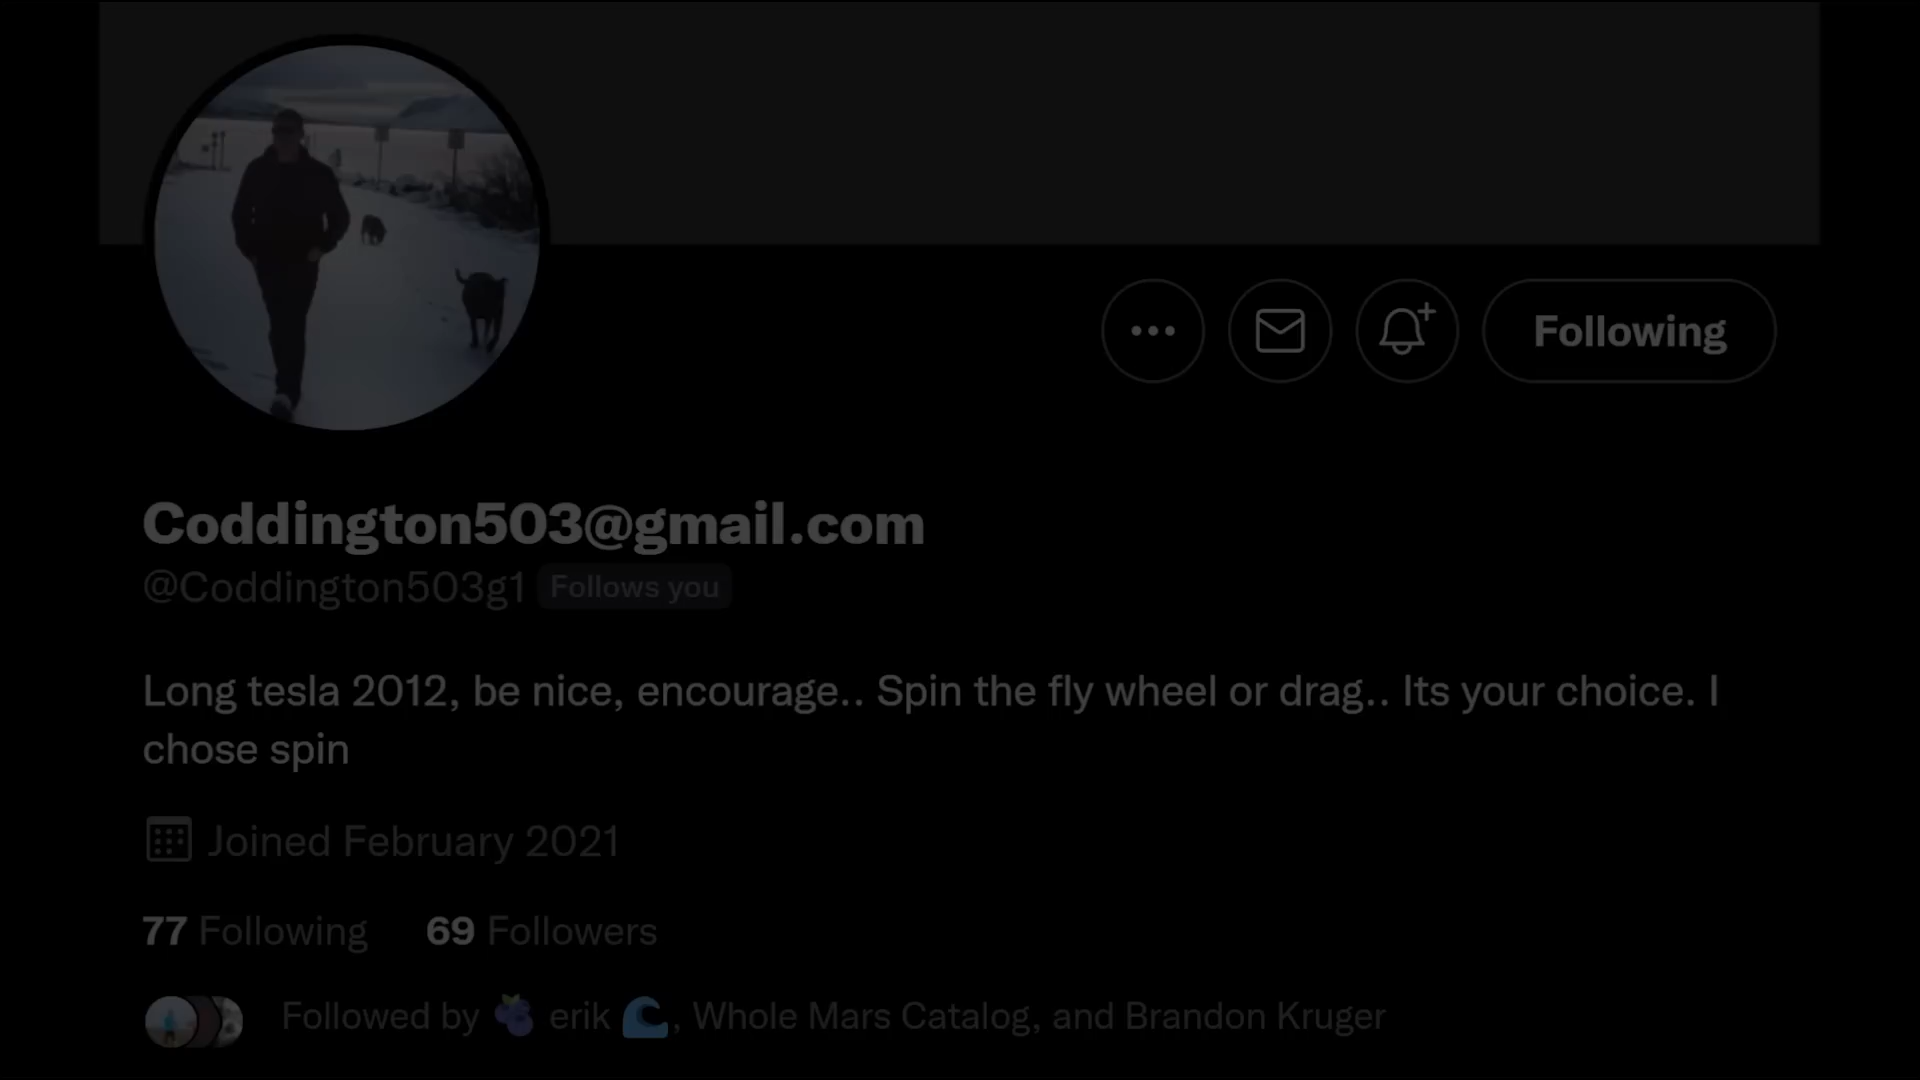 Following
Coddington503@gmail.com
@Coddington503g1 Follows you
Long tesla 2012, be nice, encourage.. Spin the fly wheel or drag.. Its your choice. I
chose spin
Joined February 2021
77 Following 69 Followers
Followed by 🫐 erik 🌊, Whole Mars Catalog, and Brandon Kruger